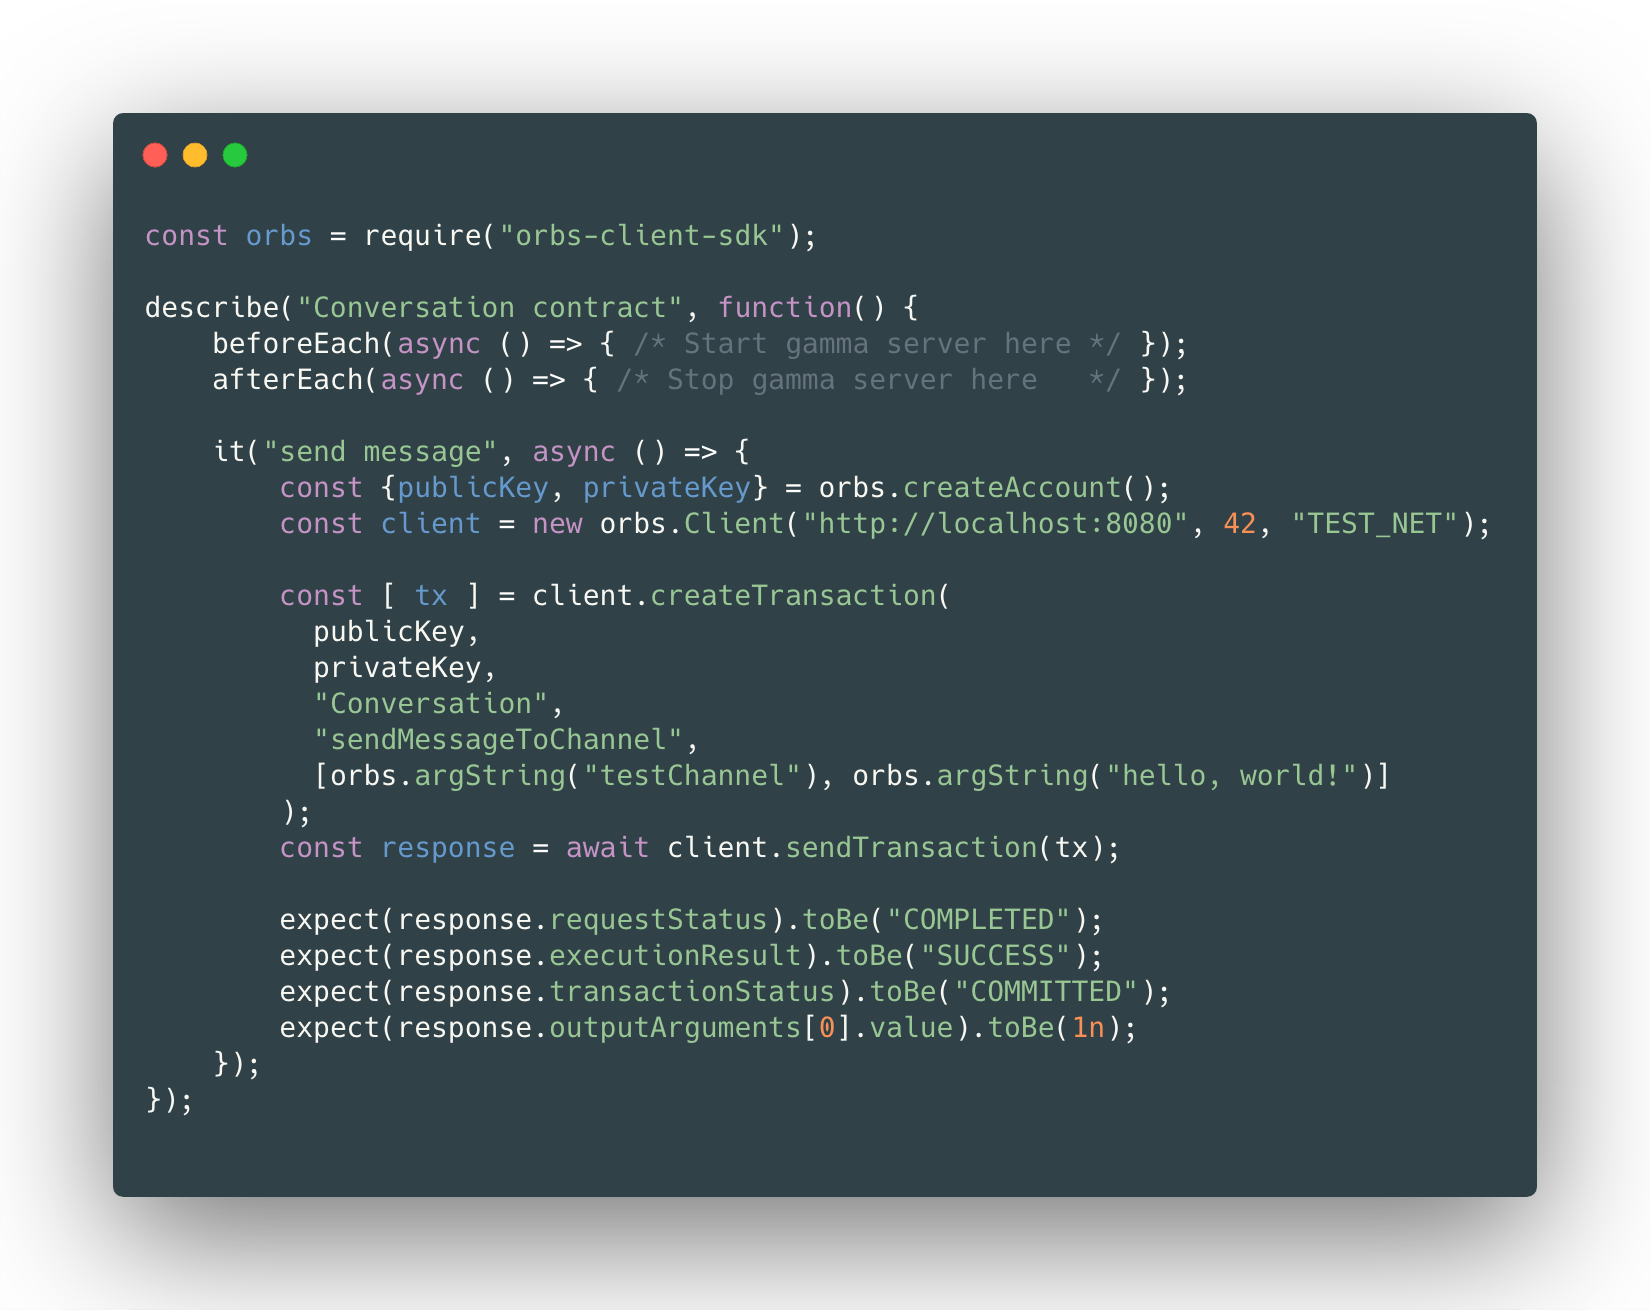 const orbs = require("orbs-client-sdk");

describe("Conversation contract", function() {
    beforeEach(async () => { /* Start gamma server here */ });
    afterEach(async () => { /* Stop gamma server here   */ });

    it("send message", async () => {
        const {publicKey, privateKey} = orbs.createAccount();
        const client = new orbs.Client("http://localhost:8080", 42, "TEST_NET");

        const [ tx ] = client.createTransaction(
          publicKey,
          privateKey,
          "Conversation",
          "sendMessageToChannel",
          [orbs.argString("testChannel"), orbs.argString("hello, world!")]
        );
        const response = await client.sendTransaction(tx);

        expect(response.requestStatus).toBe("COMPLETED");
        expect(response.executionResult).toBe("SUCCESS");
        expect(response.transactionStatus).toBe("COMMITTED");
        expect(response.outputArguments[0].value).toBe(1n);
    });
});